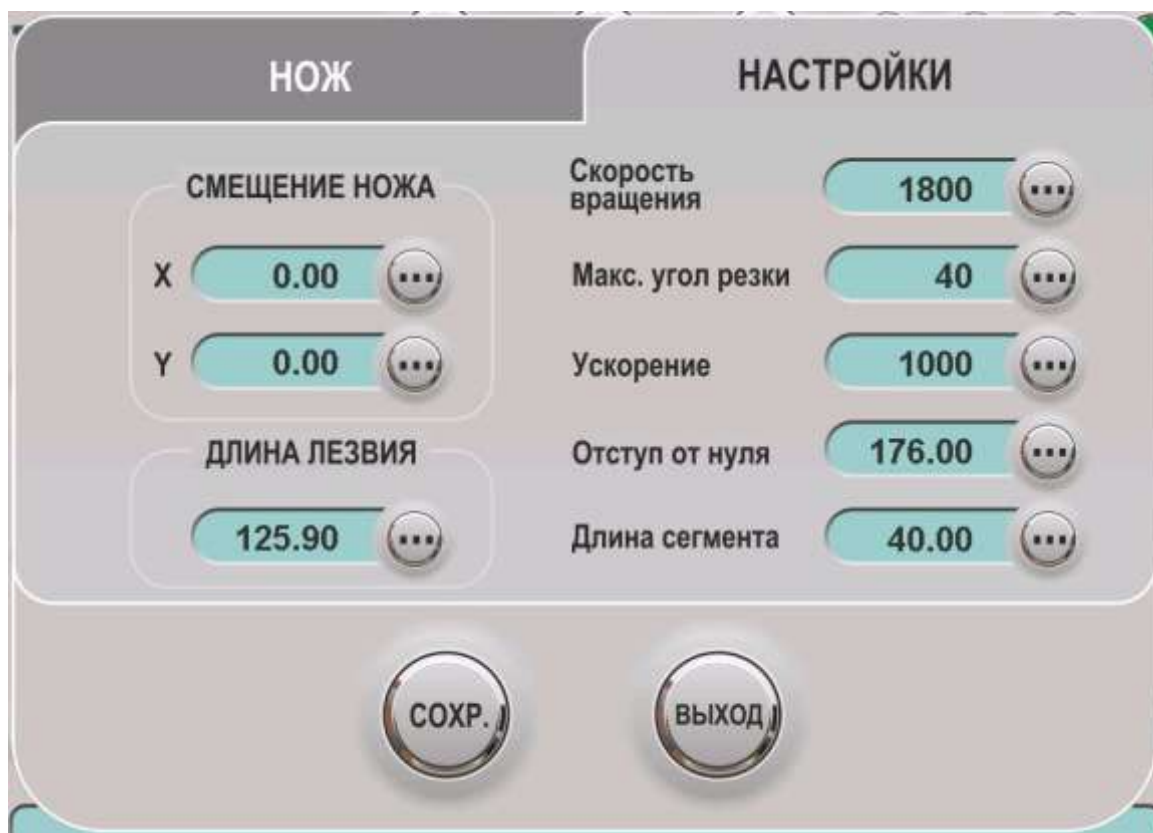 НОЖ
НАСТРОЙКИ
СМЕЩЕНИЕ НОЖА
X 0.00 ...
Y 0.00 ...
ДЛИНА ЛЕЗВИЯ
125.90 ...
Скорость
вращения
1800 ...
Макс. угол резки 40 ...
Ускорение 1000 ...
Отступ от нуля 176.00 ...
Длина сегмента 40.00 ...
СОХР.
ВЫХОД